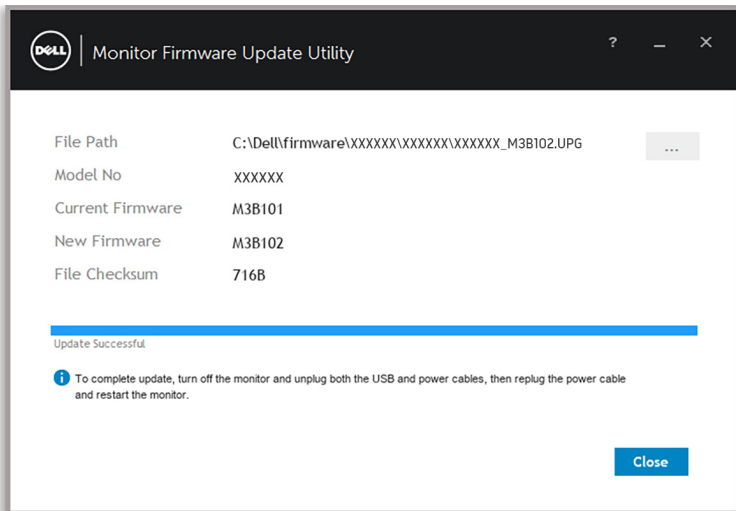 DELL Monitor Firmware Update Utility ? _ ×
File Path C:\Dell\firmware\XXXXXX\XXXXXX\XXXXXX_M3B102.UPG ...
Model No XXXXXX
Current Firmware M3B101
New Firmware M3B102
File Checksum 716B
Update Successful
i To complete update, turn off the monitor and unplug both the USB and power cables, then replug the power cable
and restart the monitor.
Close